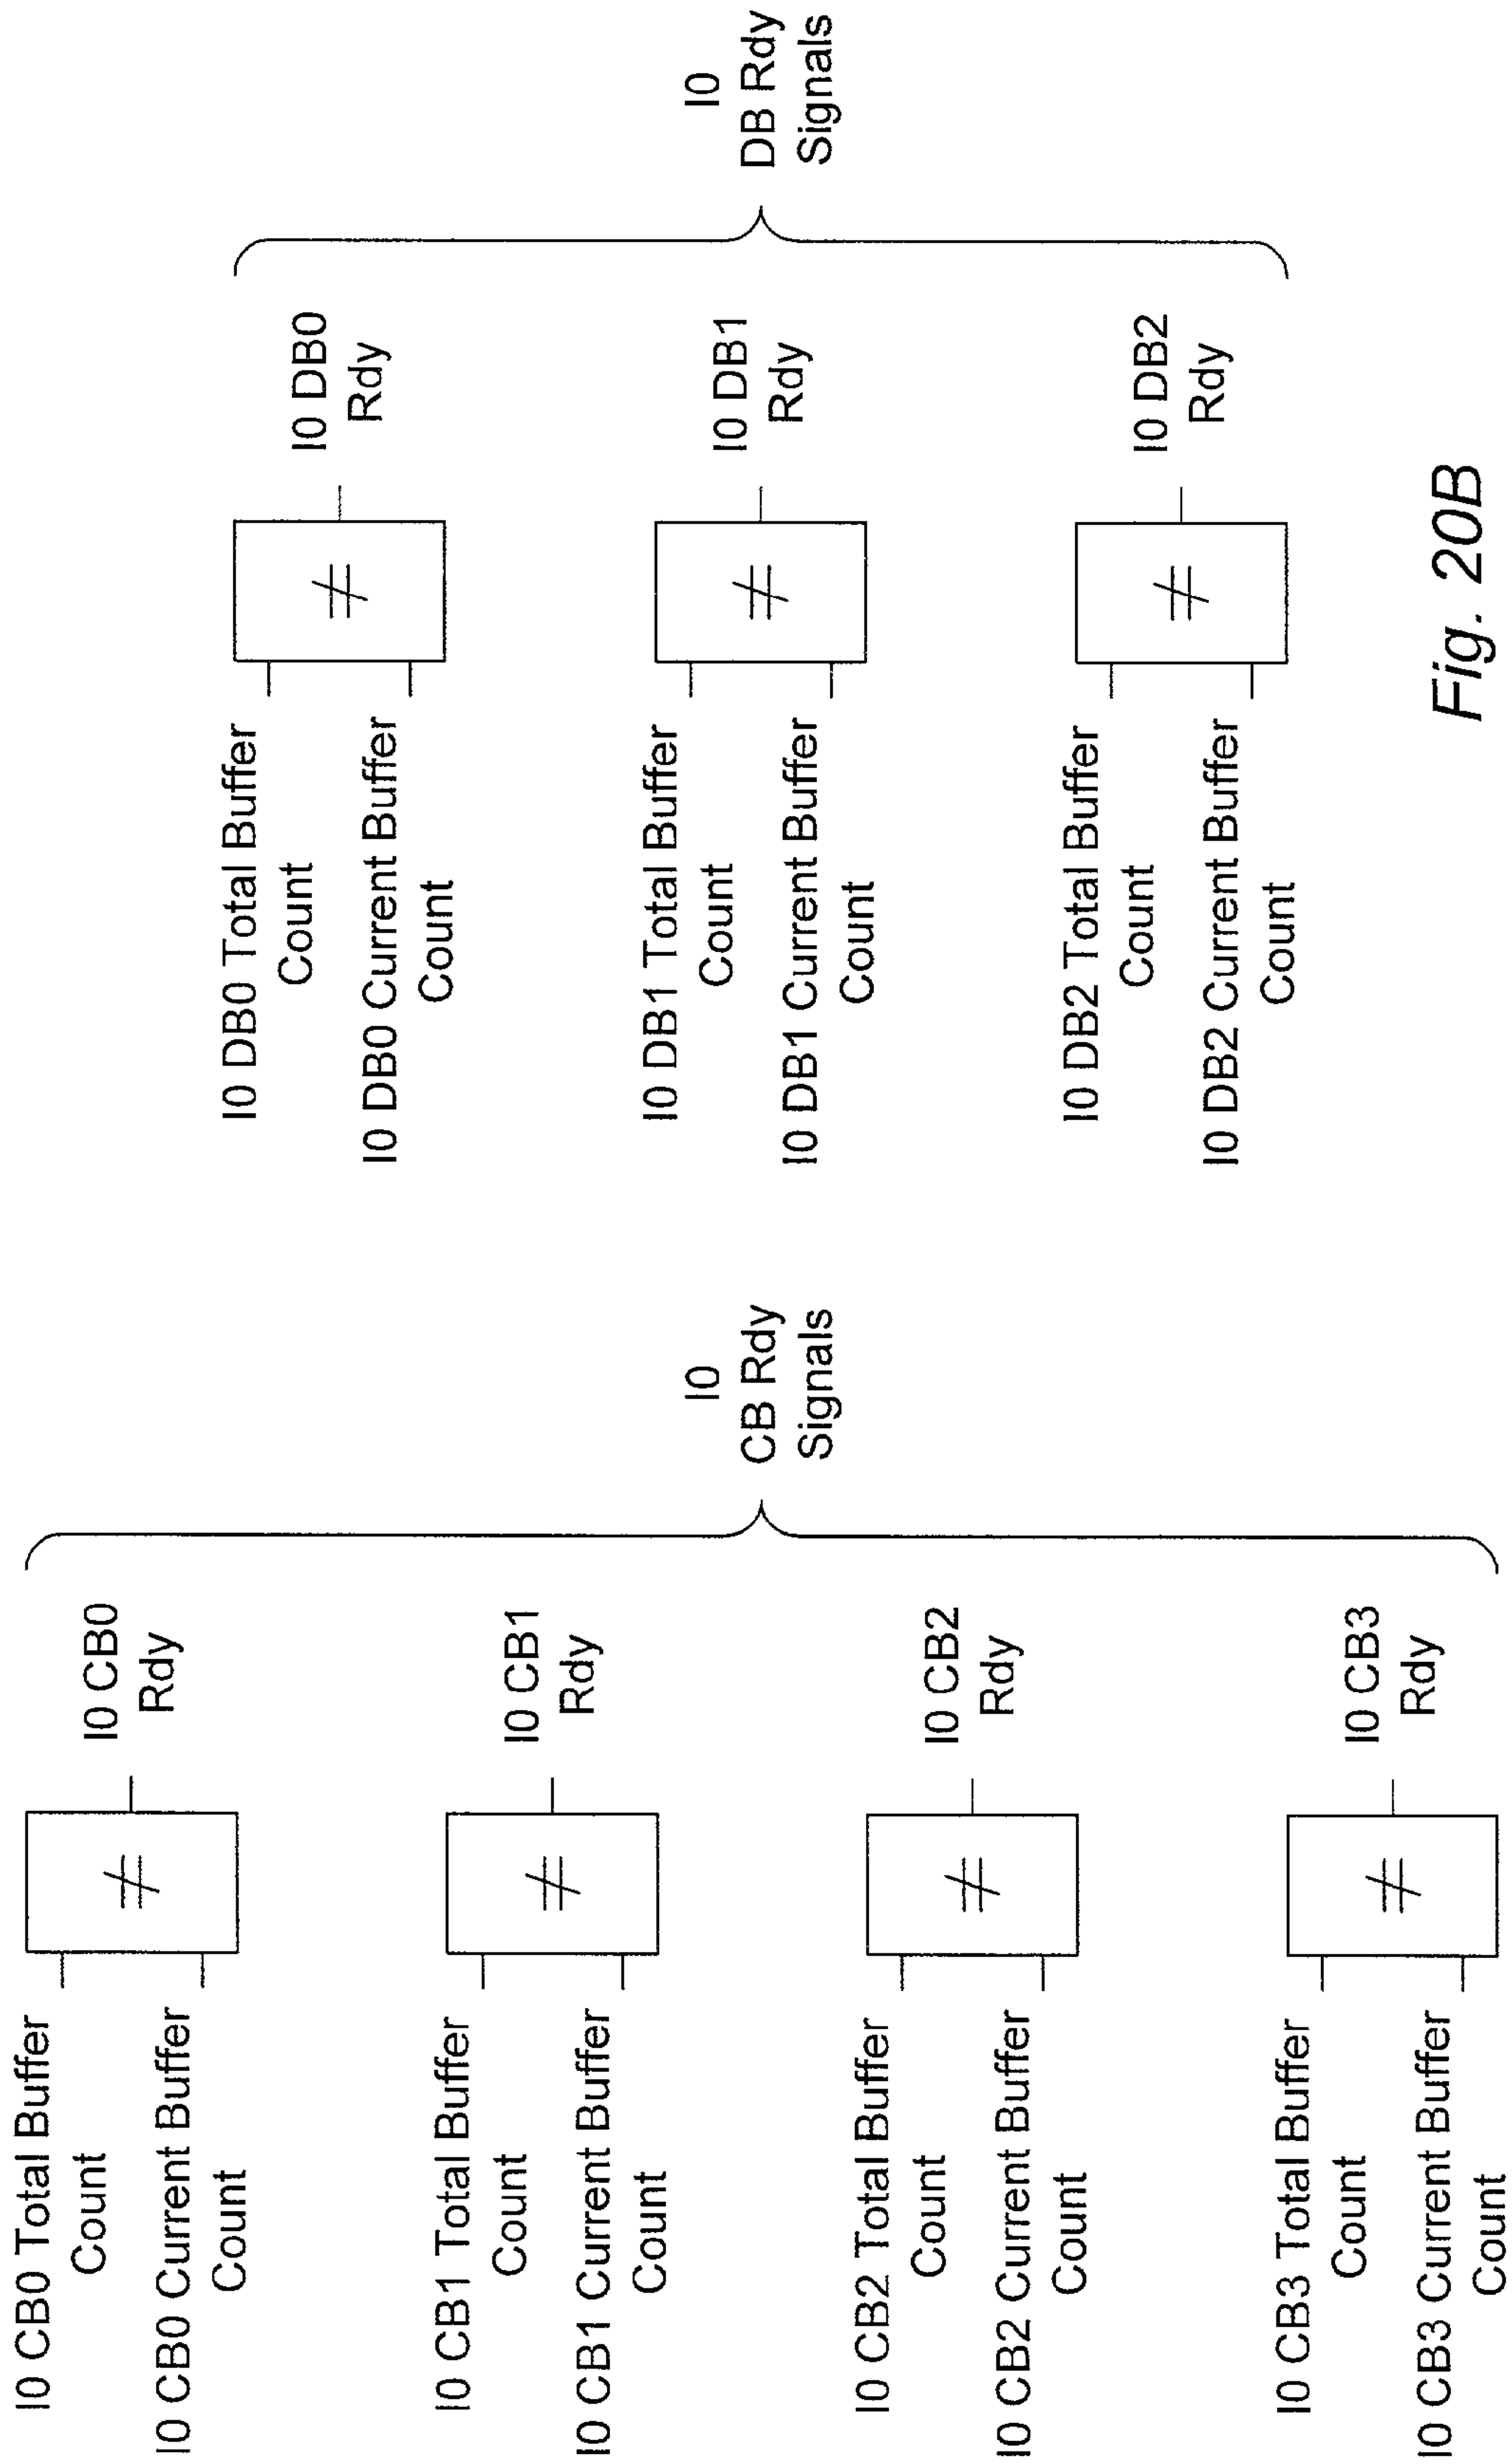 I0 CB0 Total Buffer
Count
I0 CB0 Current Buffer
Count
≠
I0 CB0
Rdy
I0 CB1 Total Buffer
Count
I0 CB1 Current Buffer
Count
≠
I0 CB1
Rdy
I0 CB2 Total Buffer
Count
I0 CB2 Current Buffer
Count
≠
I0 CB2
Rdy
I0 CB3 Total Buffer
Count
I0 CB3 Current Buffer
Count
≠
I0 CB3
Rdy
I0
CB Rdy
Signals
I0 DB0 Total Buffer
Count
I0 DB0 Current Buffer
Count
≠
I0 DB0
Rdy
I0 DB1 Total Buffer
Count
I0 DB1 Current Buffer
Count
≠
I0 DB1
Rdy
I0 DB2 Total Buffer
Count
I0 DB2 Current Buffer
Count
≠
I0 DB2
Rdy
I0
DB Rdy
Signals
Fig. 20B